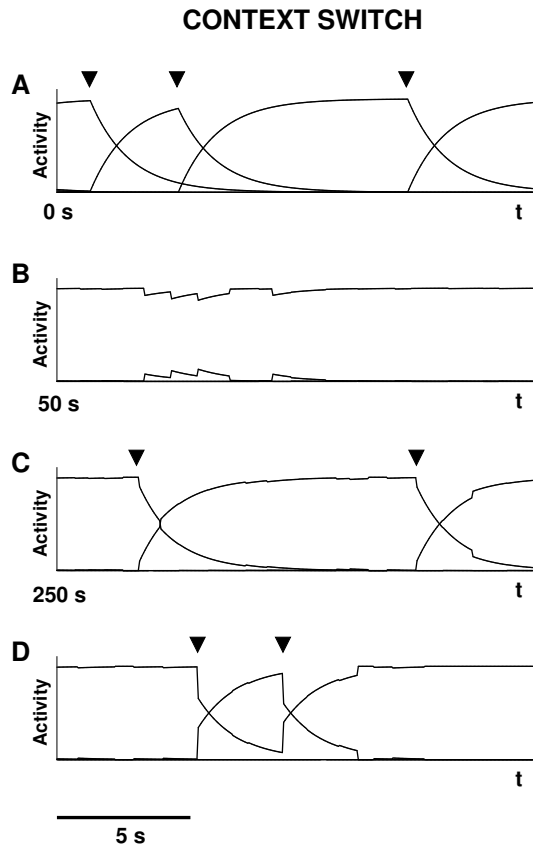 CONTEXT SWITCH
A
Activity
0 s
t
B
Activity
50 s
t
C
Activity
250 s
t
D
Activity
t
5 s